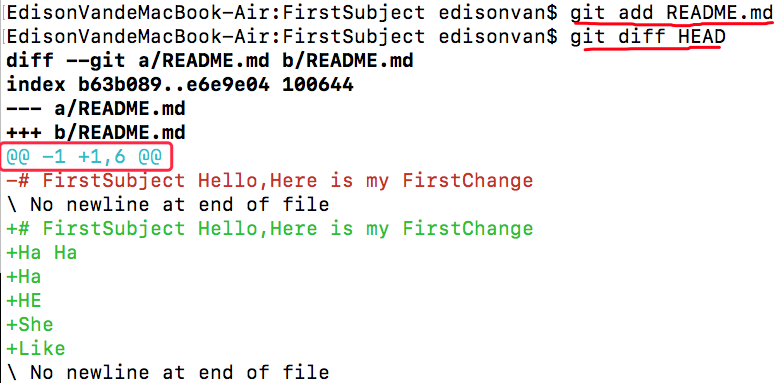 EdisonVandeMacBook-Air:FirstSubject edisonvan$ git add README.md
EdisonVandeMacBook-Air:FirstSubject edisonvan$ git diff HEAD
diff --git a/README.md b/README.md
index b63b089..e6e9e04 100644
--- a/README.md
+++ b/README.md
@@ -1 +1,6 @@
-# FirstSubject Hello,Here is my FirstChange
\ No newline at end of file
+# FirstSubject Hello,Here is my FirstChange
+Ha Ha
+Ha
+HE
+She
+Like
\ No newline at end of file